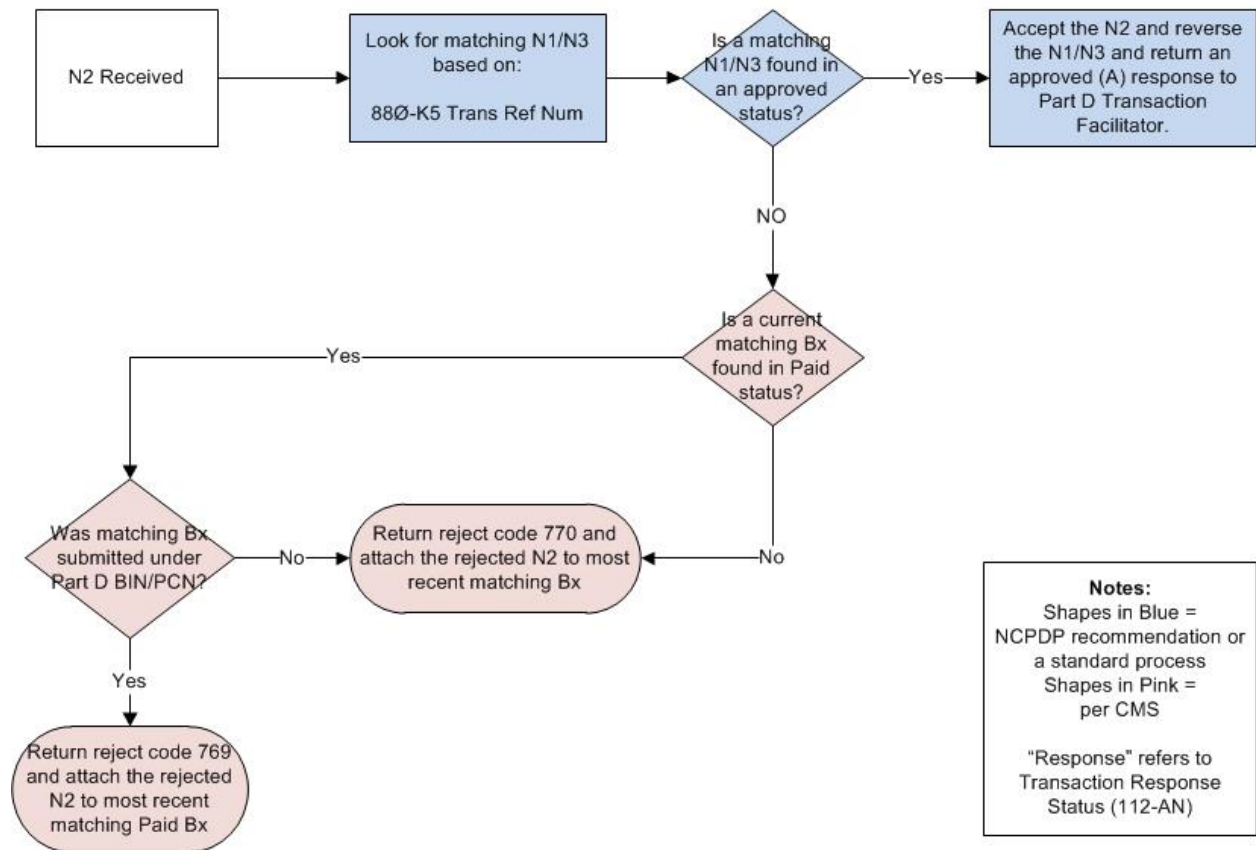 N2 Received
Look for matching N1/N3
based on:
88Ø-K5 Trans Ref Num
Is a matching
N1/N3 found in
an approved
status?
Yes
Accept the N2 and reverse
the N1/N3 and return an
approved (A) response to
Part D Transaction
Facilitator.
NO
Is a current
matching Bx
found in Paid
status?
Yes
Was matching Bx
submitted under
Part D BIN/PCN?
No
Return reject code 770 and
attach the rejected N2 to most
recent matching Bx
No
Yes
Return reject code 769
and attach the rejected
N2 to most recent
matching Paid Bx
Notes:
Shapes in Blue =
NCPDP recommendation or
a standard process
Shapes in Pink =
per CMS
“Response” refers to
Transaction Response
Status (112-AN)